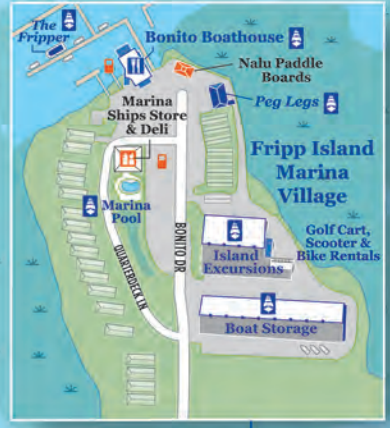 The
Fripper
Bonito Boathouse
Nalu Paddle
Boards
Marina
Ships Store
& Deli
Peg Legs
Fripp Island
Marina
Village
Marina
Pool
BONITO DR
QUARTERDECK LN
Island
Excursions
Golf Cart,
Scooter &
Bike Rentals
Boat Storage